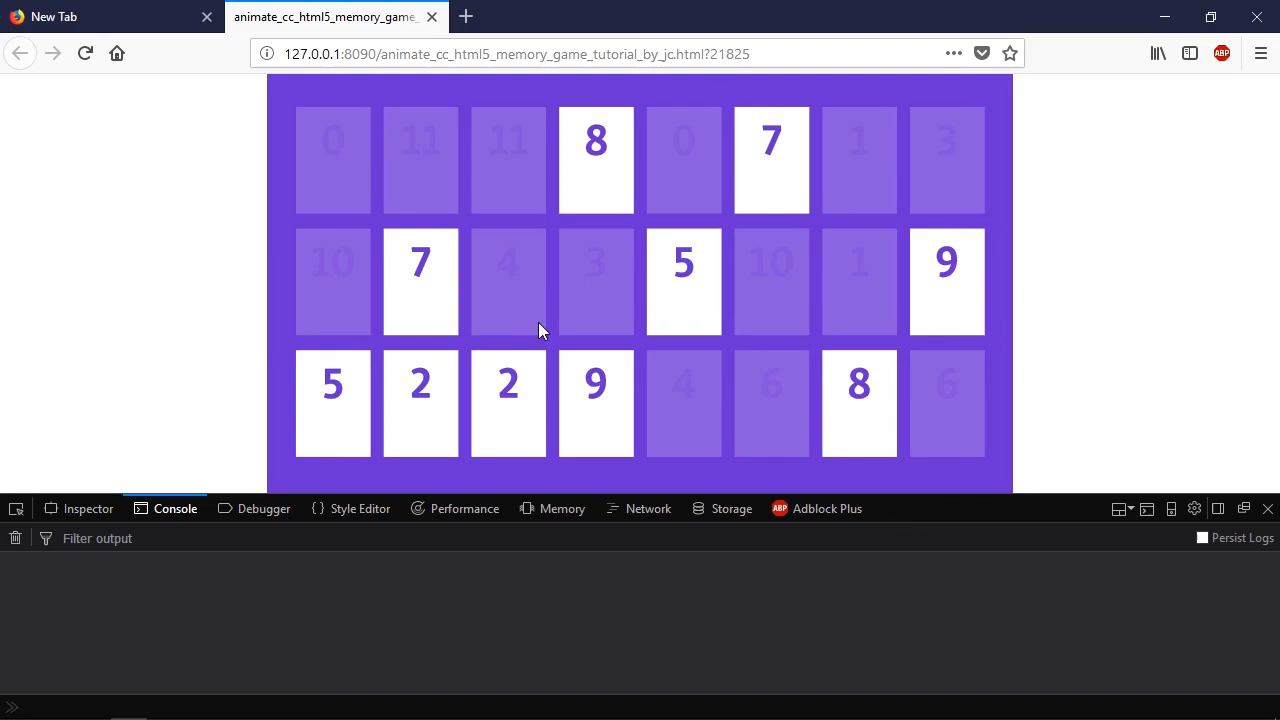 New Tab
animate_cc_html5_memory_game_
127.0.0.1:8090/animate_cc_html5_memory_game_tutorial_by_jc.html?21825
ABP
0 11 11 8 0 7 1 3
10 7 4 3 5 10 1 9
5 2 2 9 4 6 8 6
Inspector Console Debugger Style Editor Performance Memory Network Storage ABP Adblock Plus
Filter output Persist Logs